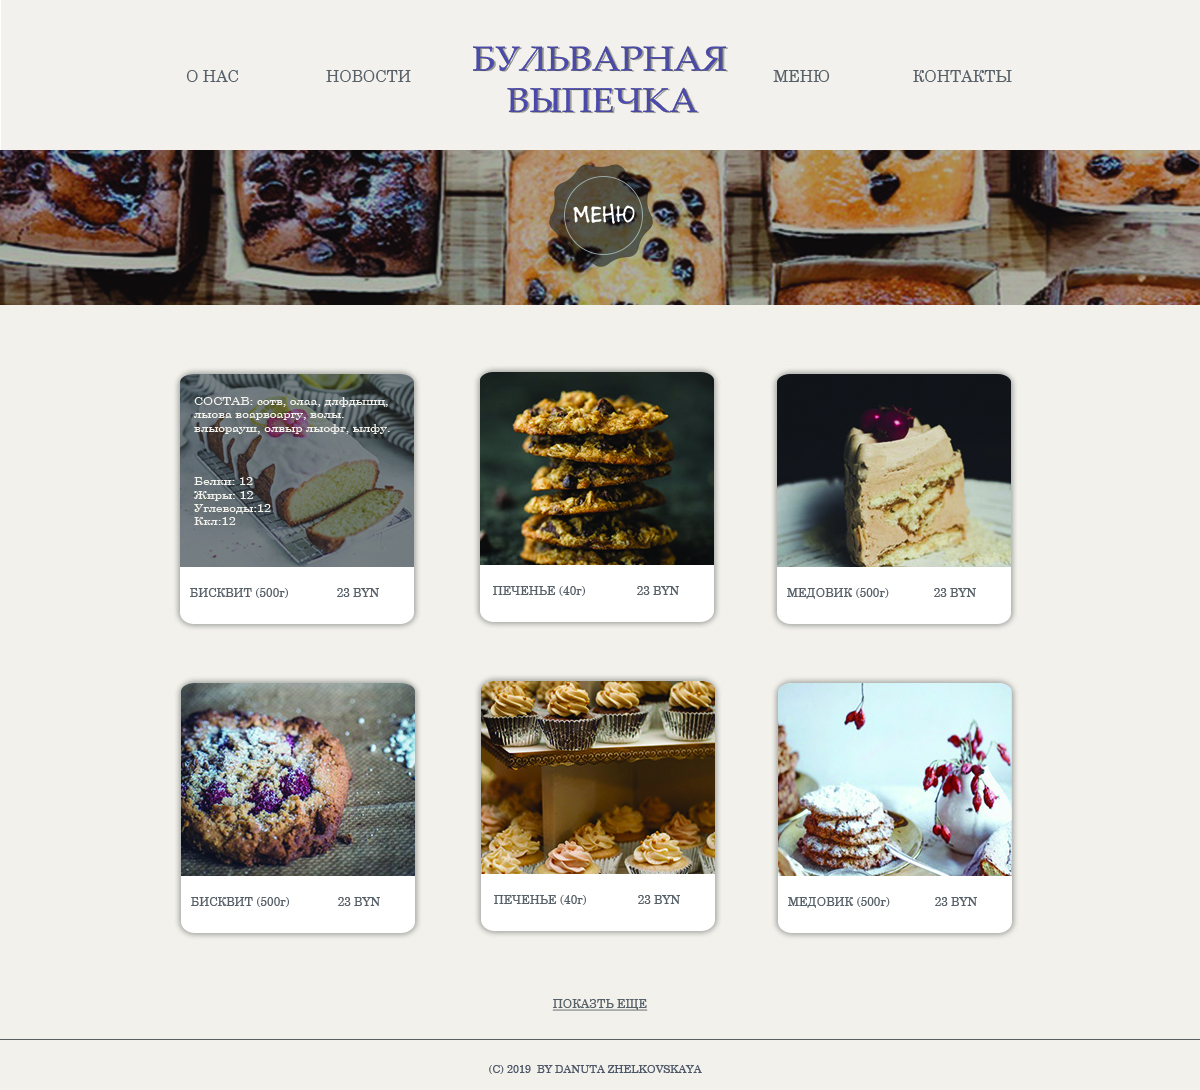 О НАС
НОВОСТИ
БУЛЬВАРНАЯ
ВЫПЕЧКА
МЕНЮ
КОНТАКТЫ
МЕНЮ
СОСТАВ: сотв, олаа, длфдышц,
лыова воарвоаргу, волы.
влыорауш, олвыр лыофг, ылфу.
Белки: 12
Жиры: 12
Углеводы:12
Ккл:12
БИСКВИТ (500г) 23 BYN
ПЕЧЕНЬЕ (40г) 23 BYN
МЕДОВИК (500г) 23 BYN
БИСКВИТ (500г) 23 BYN
ПЕЧЕНЬЕ (40г) 23 BYN
МЕДОВИК (500г) 23 BYN
ПОКАЗТЬ ЕЩЕ
(C) 2019 BY DANUTA ZHELKOVSKAYA